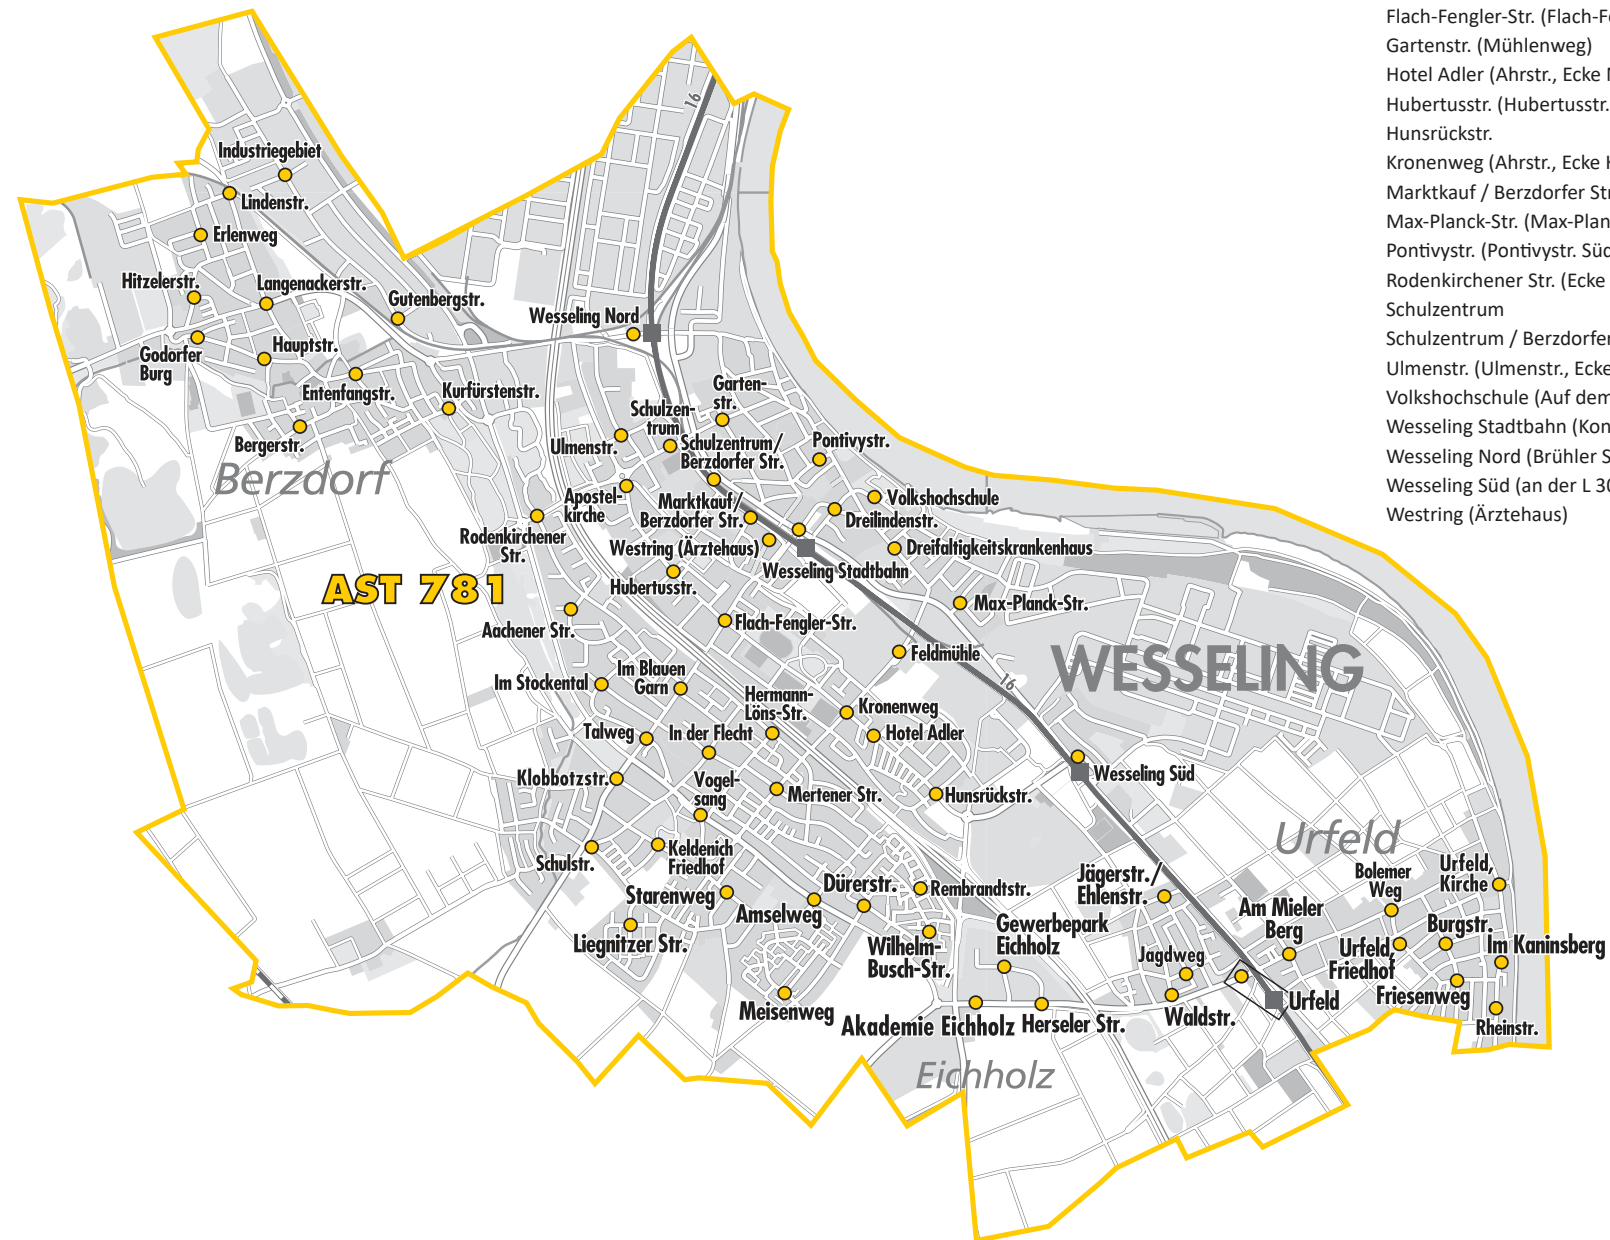 Flach-Fengler-Str. (Flach-Fe
Gartenstr. (Mühlenweg)
Hotel Adler (Ahrstr., Ecke
Hubertusstr. (Hubertusstr.
Hunsrückstr.
Kronenweg (Ahrstr., Ecke
Marktkauf / Berzdorfer Str
Max-Planck-Str. (Max-Plan
Pontivystr. (Pontivystr. Süd
Rodenkirchener Str. (Ecke
Schulzentrum
Schulzentrum / Berzdorfer
Ulmenstr. (Ulmenstr., Ecke
Volkshochschule (Auf dem
Wesseling Stadtbahn (Kon
Wesseling Nord (Brühler S
Wesseling Süd (an der L 30
Westring (Ärztehaus)
16
Industriegebiet
Lindenstr.
Erlenweg
Hitzelerstr.
Langenackerstr.
Gutenbergstr.
Wesseling Nord
Godorfer
Burg
Hauptstr.
Entenfangstr.
Kurfürstenstr.
Bergerstr.
Berzdorf
Garten-
str.
Schulzen-
trum
Ulmenstr.
Schulzentrum/
Berzdorfer Str.
Pontivystr.
Apostel-
kirche
Marktkauf/
Berzdorfer Str.
Volkshochschule
Dreilindenstr.
Rodenkirchener
Str.
Westring (Ärztehaus)
Dreifaltigkeitskrankenhaus
Wesseling Stadtbahn
Hubertusstr.
AST 781
Max-Planck-Str.
Aachener Str.
Flach-Fengler-Str.
Feldmühle
WESSELING
16
Im Stockental
Im Blauen
Garn
Hermann-
Löns-Str.
Kronenweg
Talweg
In der Flecht
Hotel Adler
Klobbotzstr.
Vogel-
sang
Mertener Str.
Hunsrückstr.
Wesseling Süd
Urfeld
Schulstr.
Keldenich
Friedhof
Starenweg
Amselweg
Dürerstr.
Rembrandtstr.
Jägerstr./
Ehlenstr.
Bolemer
Weg
Urfeld,
Kirche
Liegnitzer Str.
Wilhelm-
Busch-Str.
Gewerbepark
Eichholz
Am Mieler
Berg
Burgstr.
Jagdweg
Urfeld,
Friedhof
Im Kaninsberg
Meisenweg
Friesenweg
Akademie Eichholz
Herseler Str.
Waldstr.
Urfeld
Rheinstr.
Eichholz